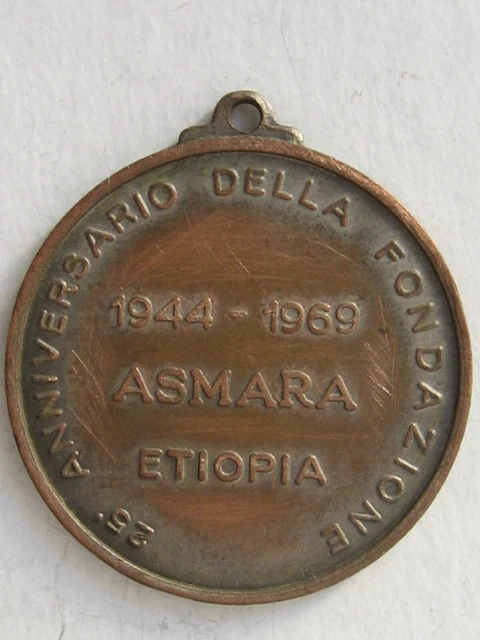 25° ANNIVERSARIO DELLA FONDAZIONE
1944 - 1969
ASMARA
ETIOPIA